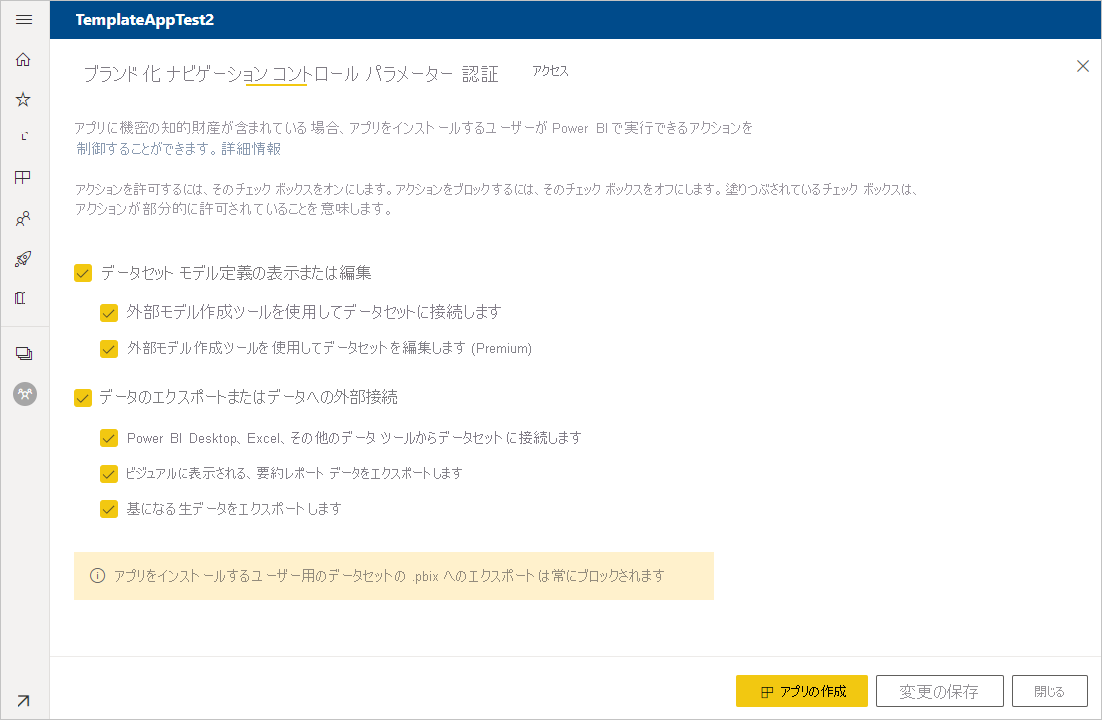 TemplateAppTest2
ブランド化 ナビゲーション コントロール パラメーター 認証 アクセス
アプリに機密の知的財産が含まれている場合、アプリをインストールするユーザーが Power BI で実行できるアクションを
制御することができます。詳細情報
アクションを許可するには、そのチェック ボックスをオンにします。アクションをブロックするには、そのチェック ボックスをオフにします。塗りつぶされているチェック ボックスは、
アクションが部分的に許可されていることを意味します。
データセット モデル定義の表示または編集
外部モデル作成ツールを使用してデータセットに接続します
外部モデル作成ツールを使用してデータセットを編集します (Premium)
データのエクスポートまたはデータへの外部接続
Power BI Desktop、Excel、その他のデータ ツールからデータセットに接続します
ビジュアルに表示される、要約レポート データをエクスポートします
基になる生データをエクスポートします
アプリをインストールするユーザー用のデータセットの .pbix へのエクスポートは常にブロックされます
アプリの作成 変更の保存 閉じる